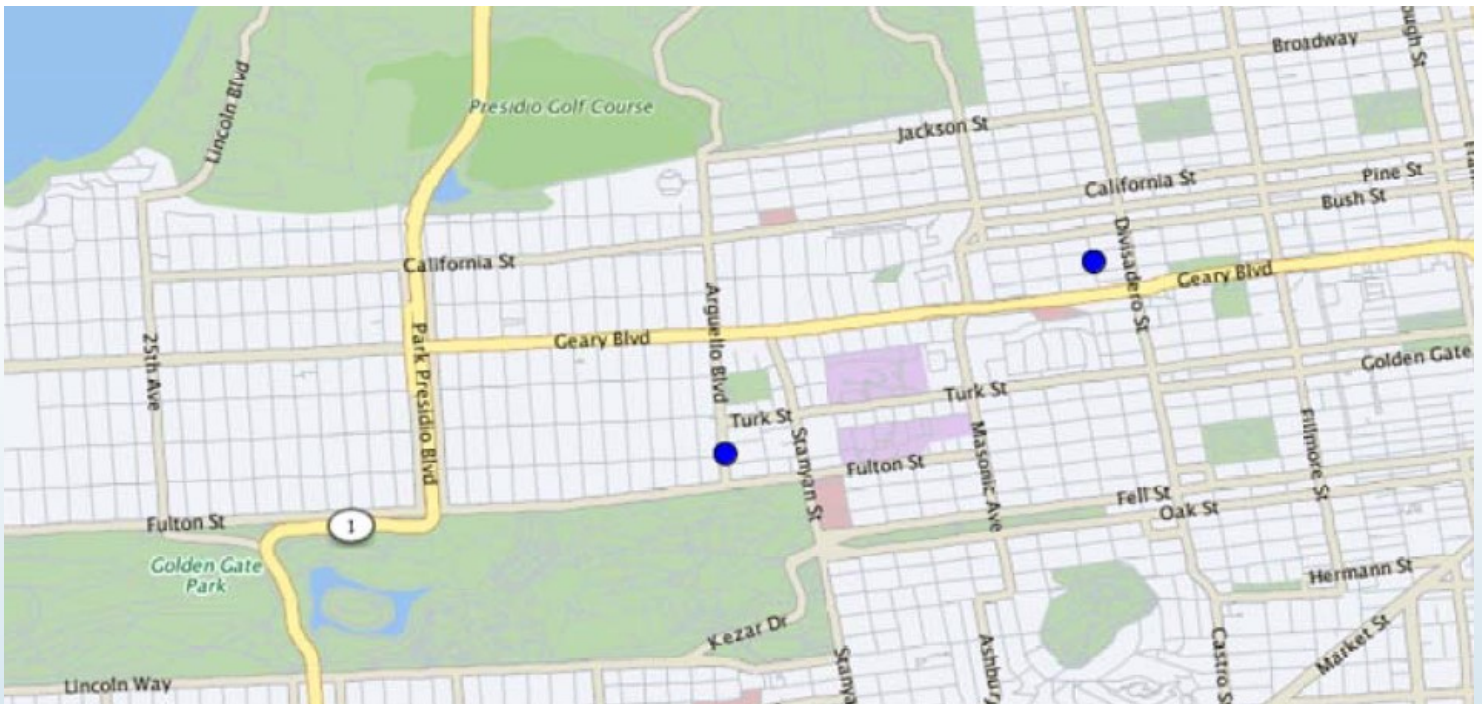 Broadway
ough St
Lincoln Blvd
Presidio Golf Course
Jackson St
California St
Pine St
Bush St
California St
Divisadero St
Geary Blvd
Arguello Blvd
Geary Blvd
25th Ave
Park Presidio Blvd
Golden Gate
Turk St
Turk St
Stanyan St
Masonic Ave
Fillmore St
Fulton St
Fell St
Oak St
Fulton St
1
Golden Gate
Park
Hermann St
Kezar Dr
Ashbury
Castro S
Market St
Stanya
Lincoln Way